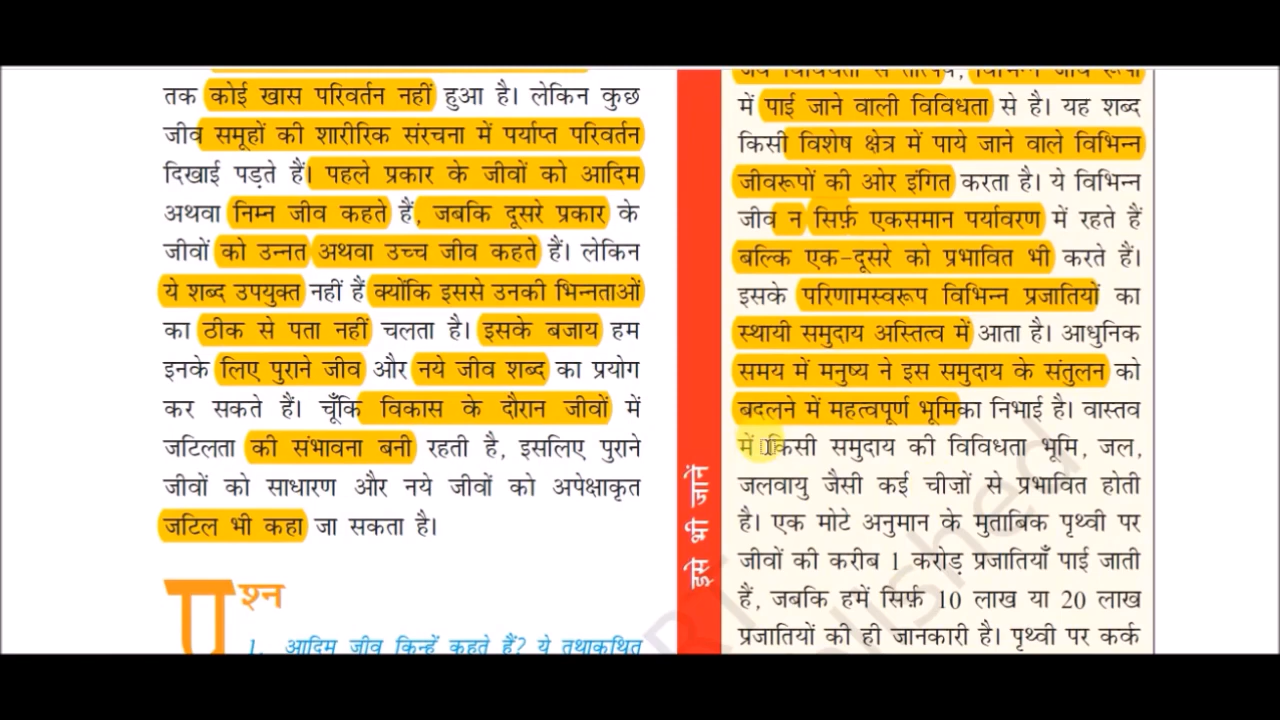 तक कोई खास परिवर्तन नहीं हुआ है। लेकिन कुछ
जीव समूहों की शारीरिक संरचना में पर्याप्त परिवर्तन
दिखाई पड़ते हैं। पहले प्रकार के जीवों को आदिम
अथवा निम्न जीव कहते हैं, जबकि दूसरे प्रकार के
जीवों को उन्नत अथवा उच्च जीव कहते हैं। लेकिन
ये शब्द उपयुक्त नहीं हैं क्योंकि इससे उनकी भिन्नताओं
का ठीक से पता नहीं चलता है। इसके बजाय हम
इनके लिए पुराने जीव और नये जीव शब्द का प्रयोग
कर सकते हैं। चूँकि विकास के दौरान जीवों में
जटिलता की संभावना बनी रहती है, इसलिए पुराने
जीवों को साधारण और नये जीवों को अपेक्षाकृत
जटिल भी कहा जा सकता है।
प्रश्न
1. आदिम जीव किन्हें कहते हैं? ये तथाकथित
इसे भी जानें
जैव विविधता से तात्पर्य, विभिन्न जीव रूपों
में पाई जाने वाली विविधता से है। यह शब्द
किसी विशेष क्षेत्र में पाये जाने वाले विभिन्न
जीवरूपों की ओर इंगित करता है। ये विभिन्न
जीव न सिर्फ़ एकसमान पर्यावरण में रहते हैं
बल्कि एक-दूसरे को प्रभावित भी करते हैं।
इसके परिणामस्वरूप विभिन्न प्रजातियों का
स्थायी समुदाय अस्तित्व में आता है। आधुनिक
समय में मनुष्य ने इस समुदाय के संतुलन को
बदलने में महत्वपूर्ण भूमिका निभाई है। वास्तव
में किसी समुदाय की विविधता भूमि, जल,
जलवायु जैसी कई चीज़ों से प्रभावित होती
है। एक मोटे अनुमान के मुताबिक पृथ्वी पर
जीवों की करीब 1 करोड़ प्रजातियाँ पाई जाती
हैं, जबकि हमें सिर्फ़ 10 लाख या 20 लाख
प्रजातियों की ही जानकारी है। पृथ्वी पर कर्क